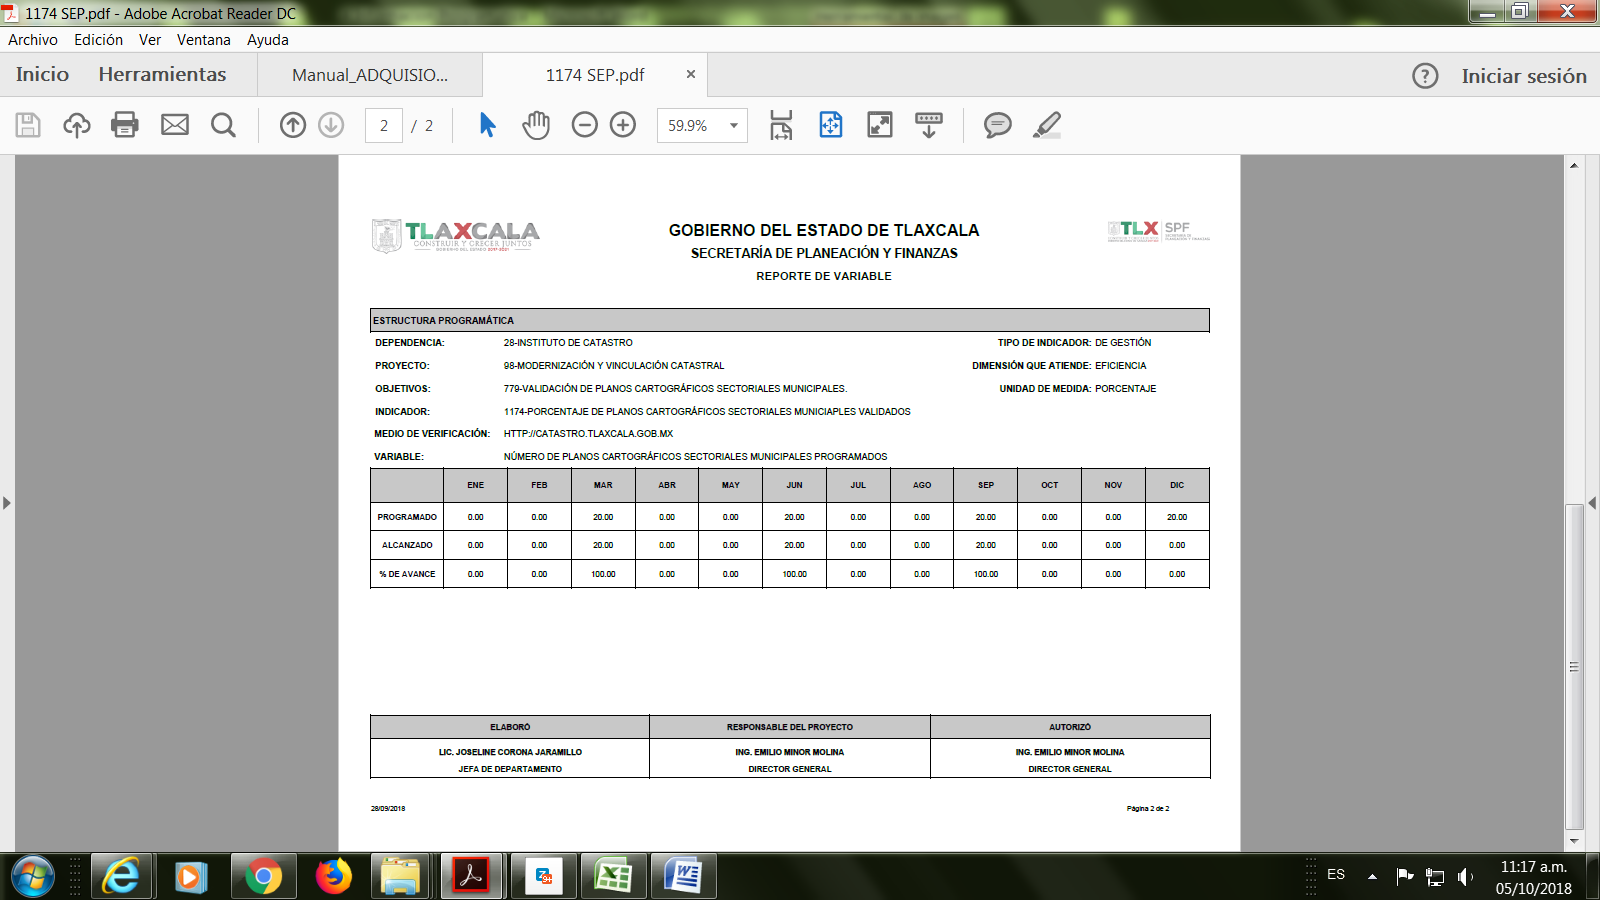 1174 SEP.pdf - Adobe Acrobat Reader DC
Archivo Edición Ver Ventana Ayuda
Inicio Herramientas Manual_ADQUISIO... 1174 SEP.pdf × ? Iniciar sesión
2 / 2 59.9%
TLAXCALA
CONSTRUIR Y CRECER JUNTOS
GOBIERNO DEL ESTADO 2017-2021
GOBIERNO DEL ESTADO DE TLAXCALA
SECRETARÍA DE PLANEACIÓN Y FINANZAS
REPORTE DE VARIABLE
TLX SPF
ESTRUCTURA PROGRAMÁTICA
DEPENDENCIA: 28-INSTITUTO DE CATASTRO TIPO DE INDICADOR: DE GESTIÓN
PROYECTO: 98-MODERNIZACIÓN Y VINCULACIÓN CATASTRAL DIMENSIÓN QUE ATIENDE: EFICIENCIA
OBJETIVOS: 779-VALIDACIÓN DE PLANOS CARTOGRÁFICOS SECTORIALES MUNICIPALES. UNIDAD DE MEDIDA: PORCENTAJE
INDICADOR: 1174-PORCENTAJE DE PLANOS CARTOGRÁFICOS SECTORIALES MUNICIAPLES VALIDADOS
MEDIO DE VERIFICACIÓN: HTTP://CATASTRO.TLAXCALA.GOB.MX
VARIABLE: NÚMERO DE PLANOS CARTOGRÁFICOS SECTORIALES MUNICIPALES PROGRAMADOS
ENE FEB MAR ABR MAY JUN JUL AGO SEP OCT NOV DIC
PROGRAMADO 0.00 0.00 20.00 0.00 0.00 20.00 0.00 0.00 20.00 0.00 0.00 20.00
ALCANZADO 0.00 0.00 20.00 0.00 0.00 20.00 0.00 0.00 20.00 0.00 0.00 0.00
% DE AVANCE 0.00 0.00 100.00 0.00 0.00 100.00 0.00 0.00 100.00 0.00 0.00 0.00
ELABORÓ RESPONSABLE DEL PROYECTO AUTORIZÓ
LIC. JOSELINE CORONA JARAMILLO ING. EMILIO MINOR MOLINA ING. EMILIO MINOR MOLINA
JEFA DE DEPARTAMENTO DIRECTOR GENERAL DIRECTOR GENERAL
28/09/2018 Página 2 de 2
ES 11:17 a.m.
05/10/2018